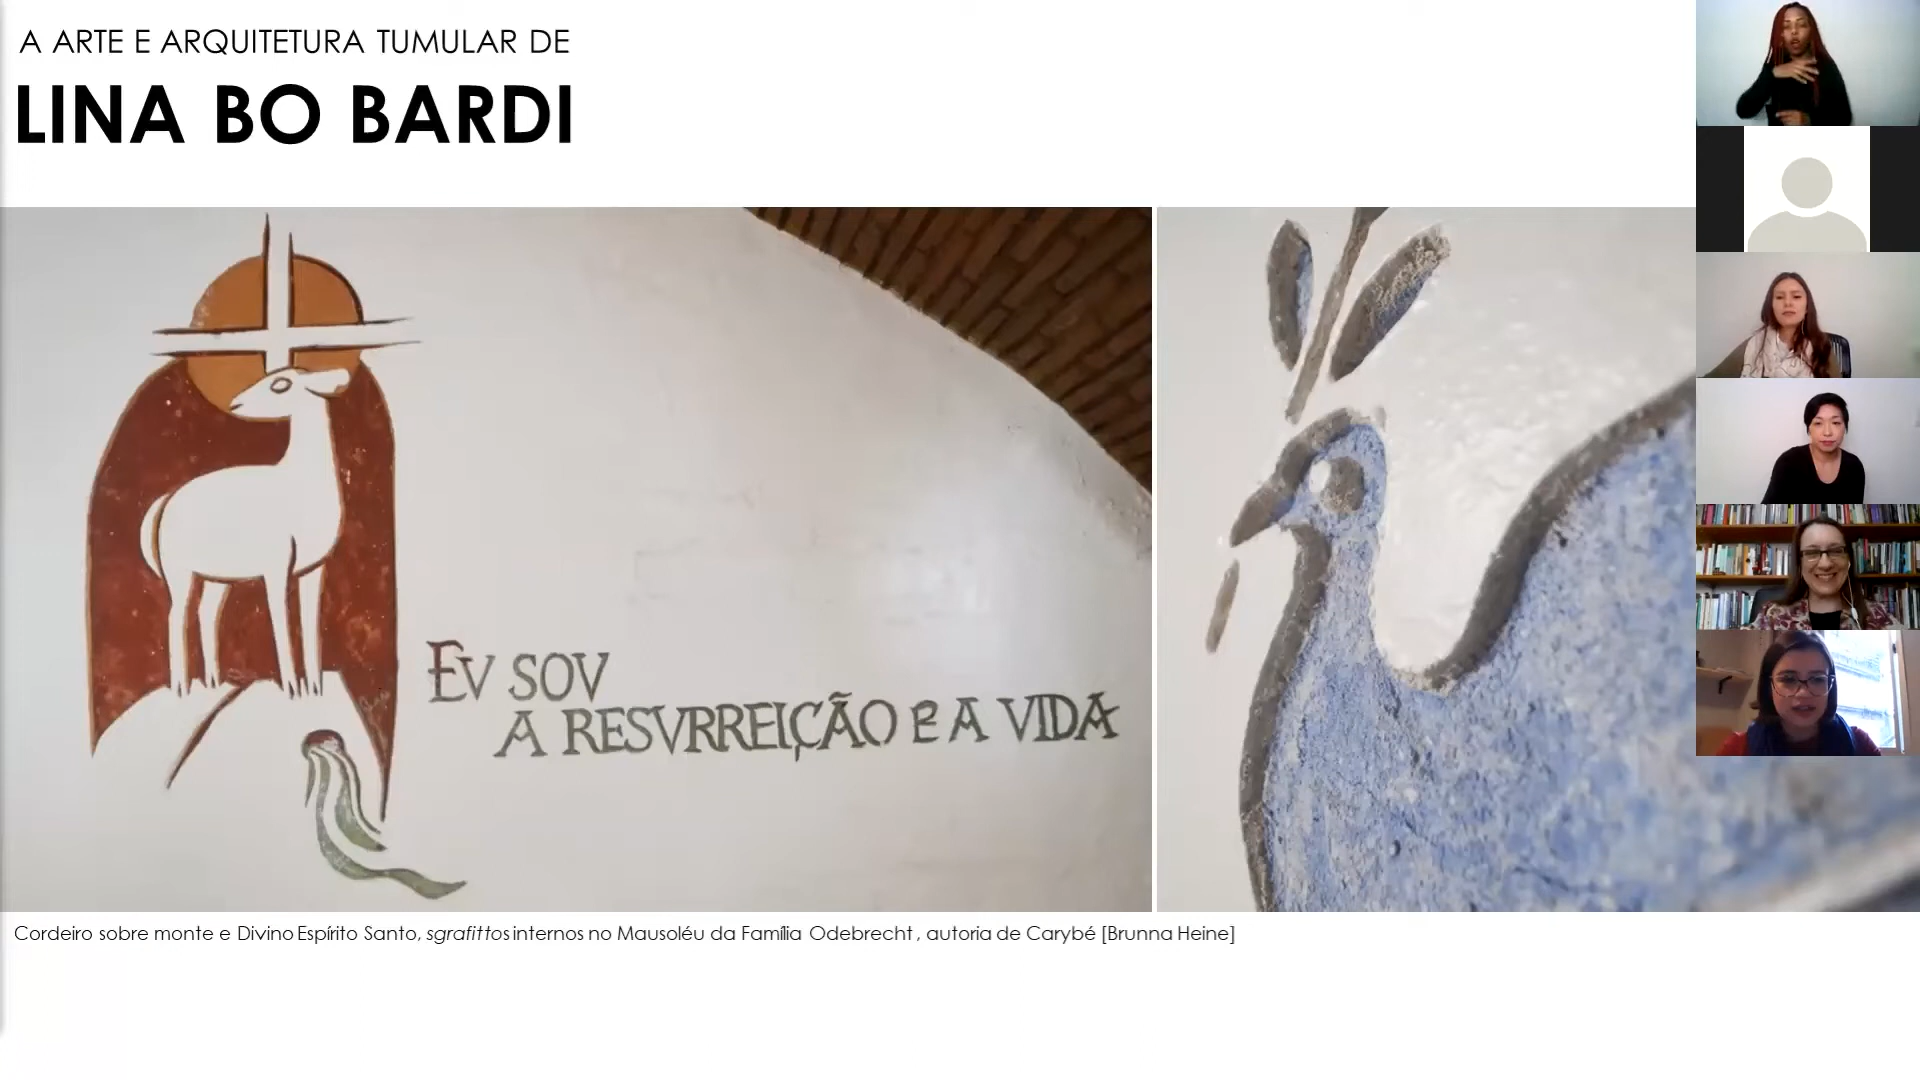 A ARTE E ARQUITETURA TUMULAR DE
LINA BO BARDI
EV SOV
A RESVRREIÇÃO E A VIDA
Cordeiro sobre monte e Divino Espírito Santo, sgrafittos internos no Mausoléu da Família Odebrecht, autoria de Carybé [Brunna Heine]